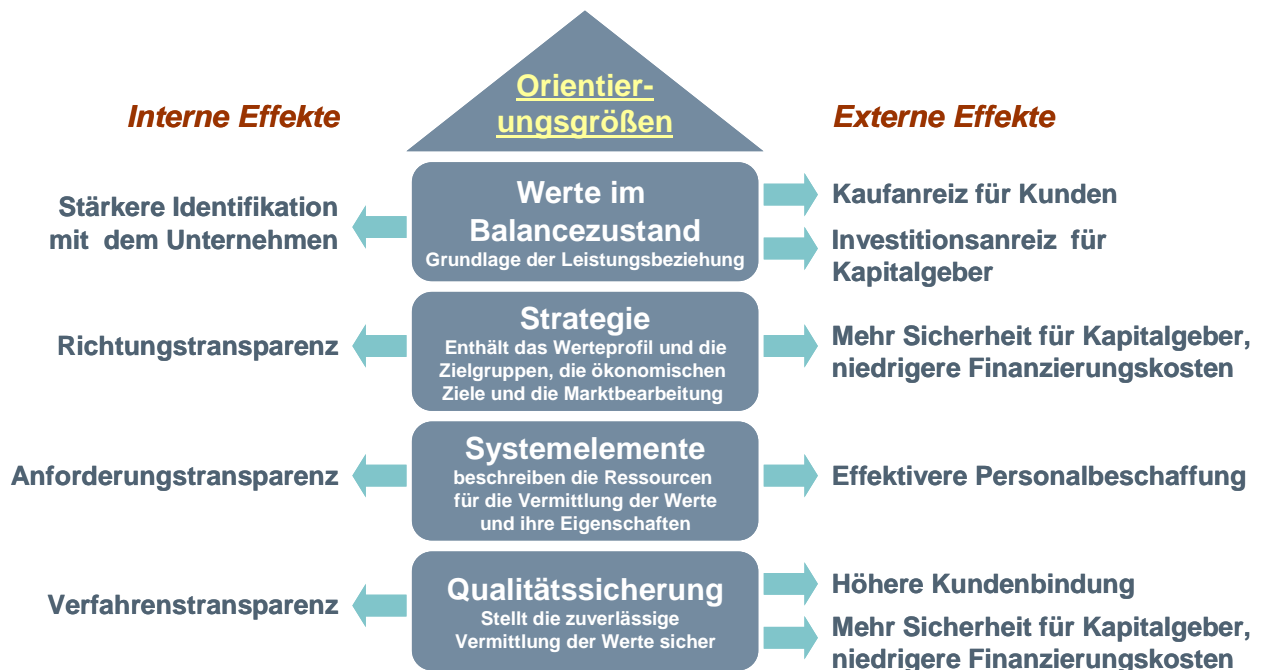 Orientier-
ungsgrößen
Interne Effekte
Externe Effekte
Stärkere Identifikation
mit dem Unternehmen
Werte im
Balancezustand
Grundlage der Leistungsbeziehung
Kaufanreiz für Kunden
Investitionsanreiz für
Kapitalgeber
Richtungstransparenz
Strategie
Enthält das Werteprofil und die
Zielgruppen, die ökonomischen
Ziele und die Marktbearbeitung
Mehr Sicherheit für Kapitalgeber,
niedrigere Finanzierungskosten
Anforderungstransparenz
Systemelemente
beschreiben die Ressourcen
für die Vermittlung der Werte
und ihre Eigenschaften
Effektivere Personalbeschaffung
Verfahrenstransparenz
Qualitätssicherung
Stellt die zuverlässige
Vermittlung der Werte sicher
Höhere Kundenbindung
Mehr Sicherheit für Kapitalgeber,
niedrigere Finanzierungskosten